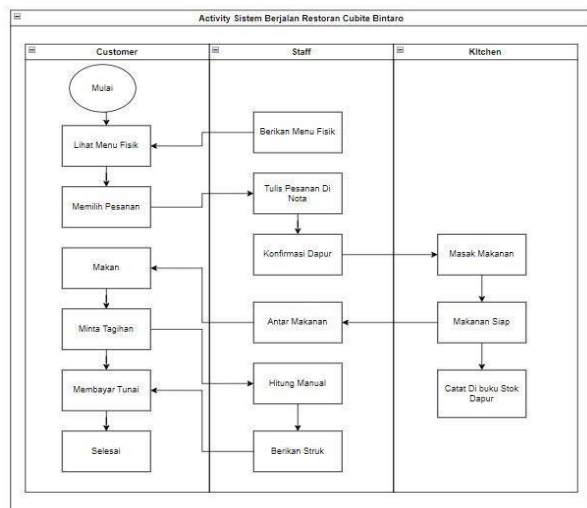 Activity Sistem Berjalan Restoran Cubite Bintaro
Customer
Staff
Kitchen
Mulai
Lihat Menu Fisik
Berikan Menu Fisik
Memilih Pesanan
Tulis Pesanan Di
Nota
Konfirmasi Dapur
Masak Makanan
Makan
Antar Makanan
Makanan Siap
Minta Tagihan
Hitung Manual
Membayar Tunai
Catat Di buku Stok
Dapur
Selesai
Berikan Struk